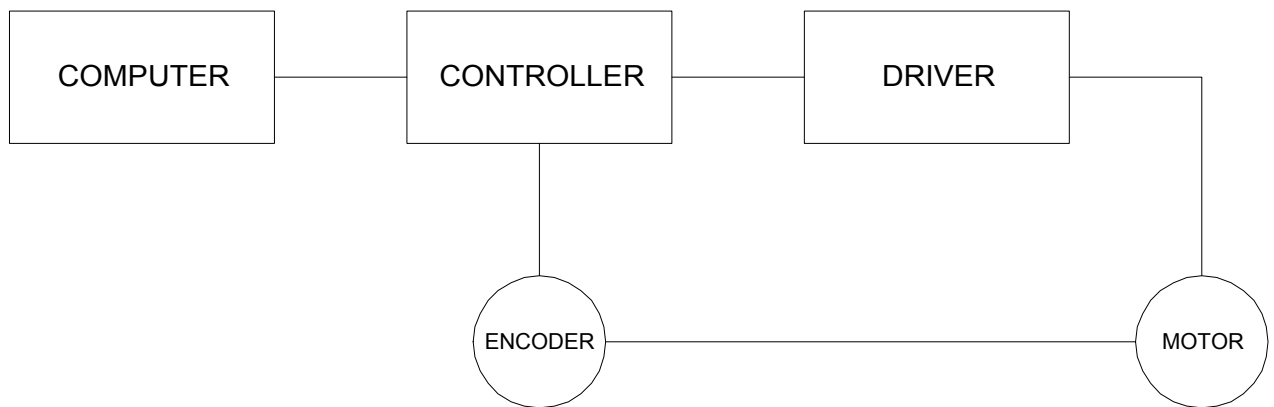 COMPUTER
CONTROLLER
DRIVER
ENCODER
MOTOR